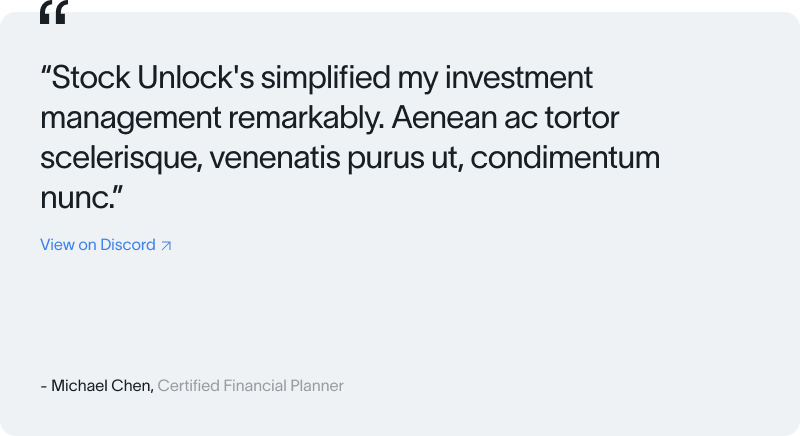 “
“Stock Unlock's simplified my investment
management remarkably. Aenean ac tortor
scelerisque, venenatis purus ut, condimentum
nunc.”
View on Discord ↗
- Michael Chen, Certified Financial Planner